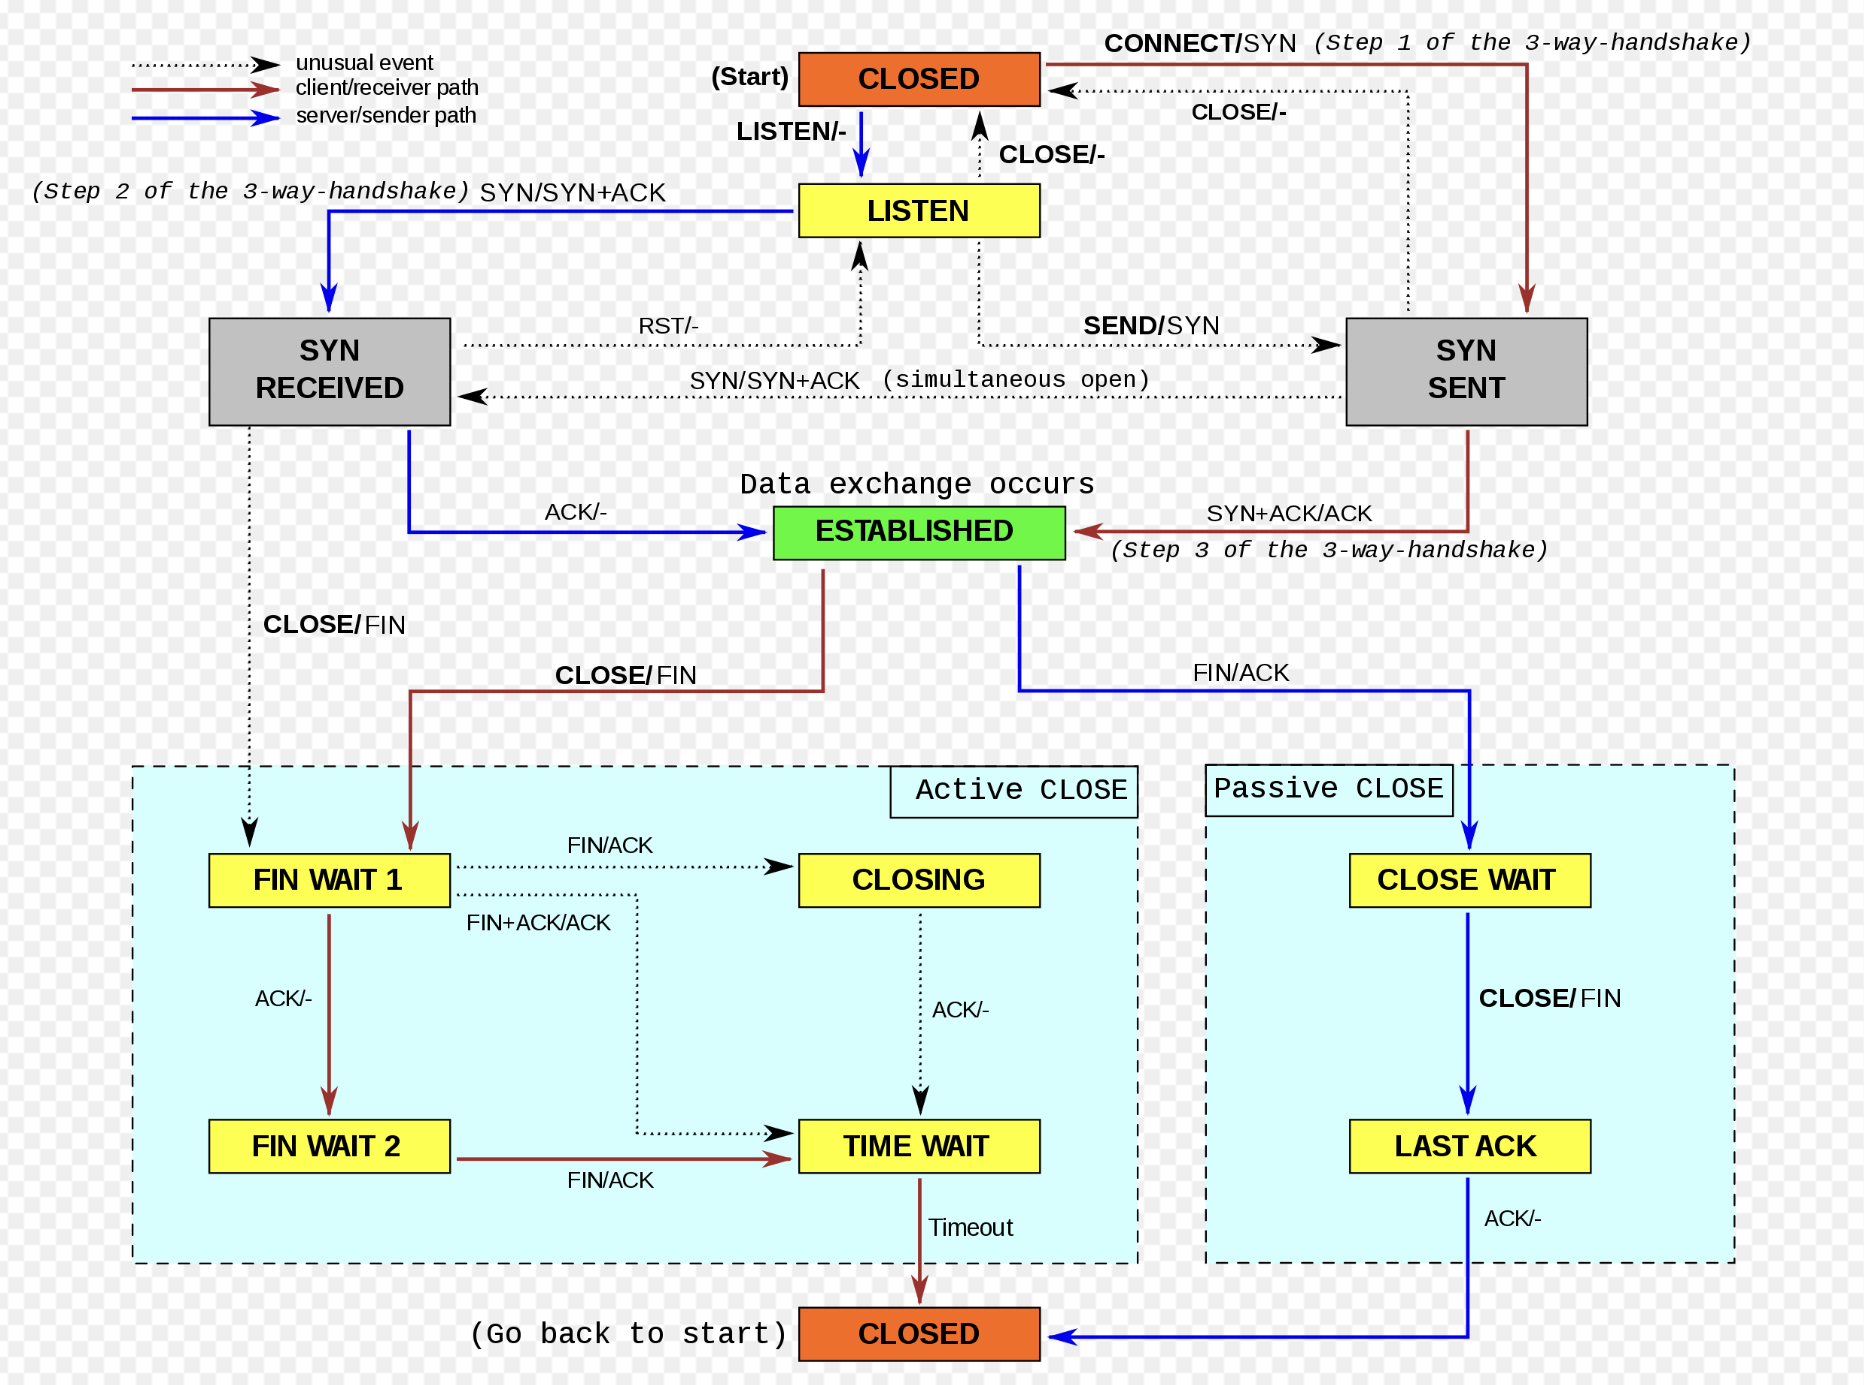 CONNECT/SYN (Step 1 of the 3-way-handshake)
unusual event
client/receiver path
server/sender path
(Start)
CLOSED
CLOSE/-
LISTEN/-
CLOSE/-
(Step 2 of the 3-way-handshake) SYN/SYN+ACK
LISTEN
RST/-
SEND/SYN
SYN
RECEIVED
SYN
SENT
SYN/SYN+ACK (simultaneous open)
Data exchange occurs
ESTABLISHED
ACK/-
SYN+ACK/ACK
(Step 3 of the 3-way-handshake)
CLOSE/FIN
CLOSE/FIN
FIN/ACK
Active CLOSE
Passive CLOSE
FIN/ACK
FIN WAIT 1
CLOSING
CLOSE WAIT
FIN+ACK/ACK
ACK/-
ACK/-
CLOSE/FIN
FIN WAIT 2
TIME WAIT
LAST ACK
FIN/ACK
Timeout
ACK/-
(Go back to start)
CLOSED